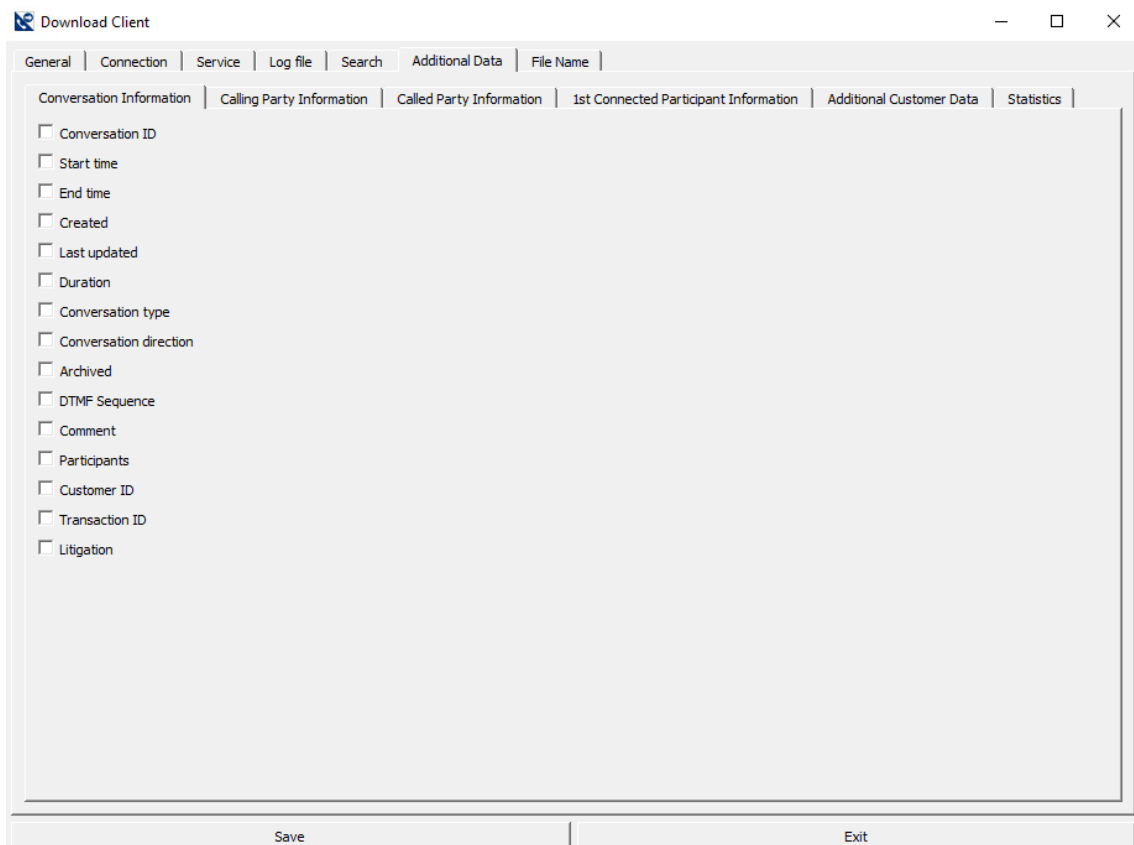 Download Client
General Connection Service Log file Search Additional Data File Name
Conversation Information Calling Party Information Called Party Information 1st Connected Participant Information Additional Customer Data Statistics
Conversation ID
Start time
End time
Created
Last updated
Duration
Conversation type
Conversation direction
Archived
DTMF Sequence
Comment
Participants
Customer ID
Transaction ID
Litigation
Save Exit